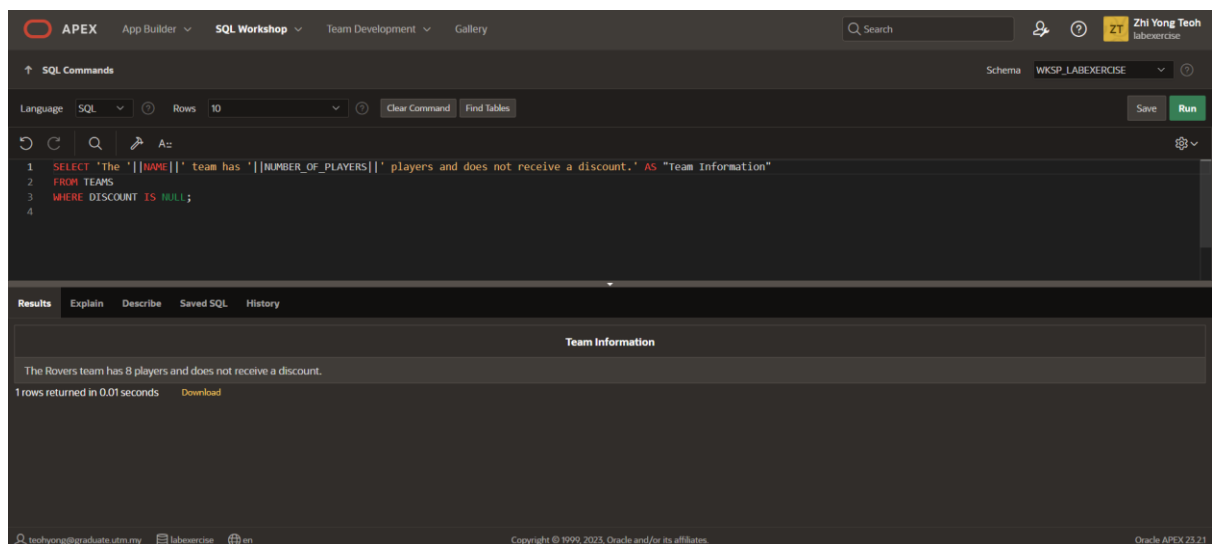 APEX App Builder SQL Workshop Team Development Gallery Search ZT Zhi Yong Teoh
labexercise
↑ SQL Commands Schema WKSP_LABEXERCISE
Language SQL Rows 10 Clear Command Find Tables Save Run
A::
1 SELECT 'The '||NAME||' team has '||NUMBER_OF_PLAYERS||' players and does not receive a discount.' AS "Team Information"
2 FROM TEAMS
3 WHERE DISCOUNT IS NULL;
4
Results Explain Describe Saved SQL History
Team Information
The Rovers team has 8 players and does not receive a discount.
1 rows returned in 0.01 seconds Download
teohyong@graduate.utm.my labexercise en Copyright © 1999, 2023, Oracle and/or its affiliates. Oracle APEX 23.2.1